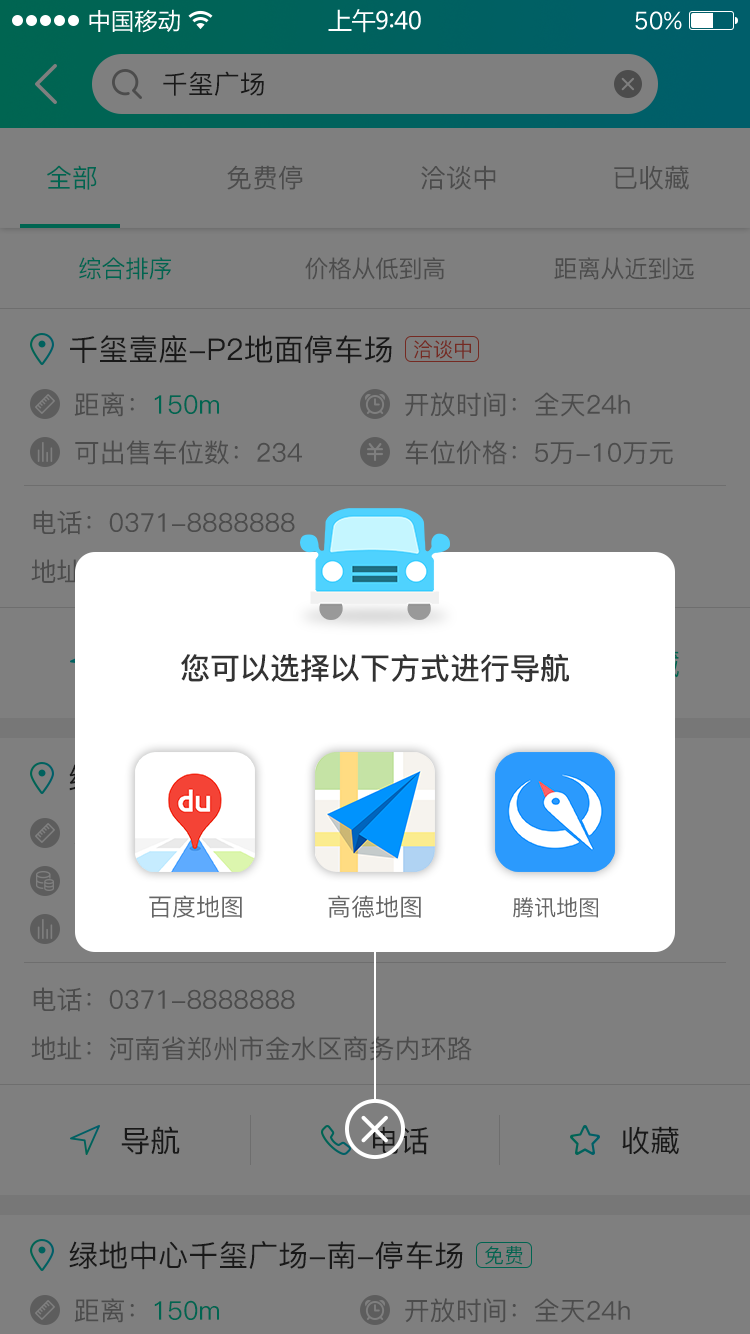 中国移动 上午9:40 50%
千玺广场
全部 免费停 洽谈中 已收藏
综合排序 价格从低到高 距离从近到远
千玺壹座-P2地面停车场 洽谈中
距离：150m 开放时间：全天24h
可出售车位数：234 车位价格：5万-10万元
电话：0371-8888888
地址
您可以选择以下方式进行导航
du
百度地图 高德地图 腾讯地图
电话：0371-8888888
地址：河南省郑州市金水区商务内环路
导航 电话 收藏
绿地中心千玺广场-南-停车场 免费
距离：150m 开放时间：全天24h